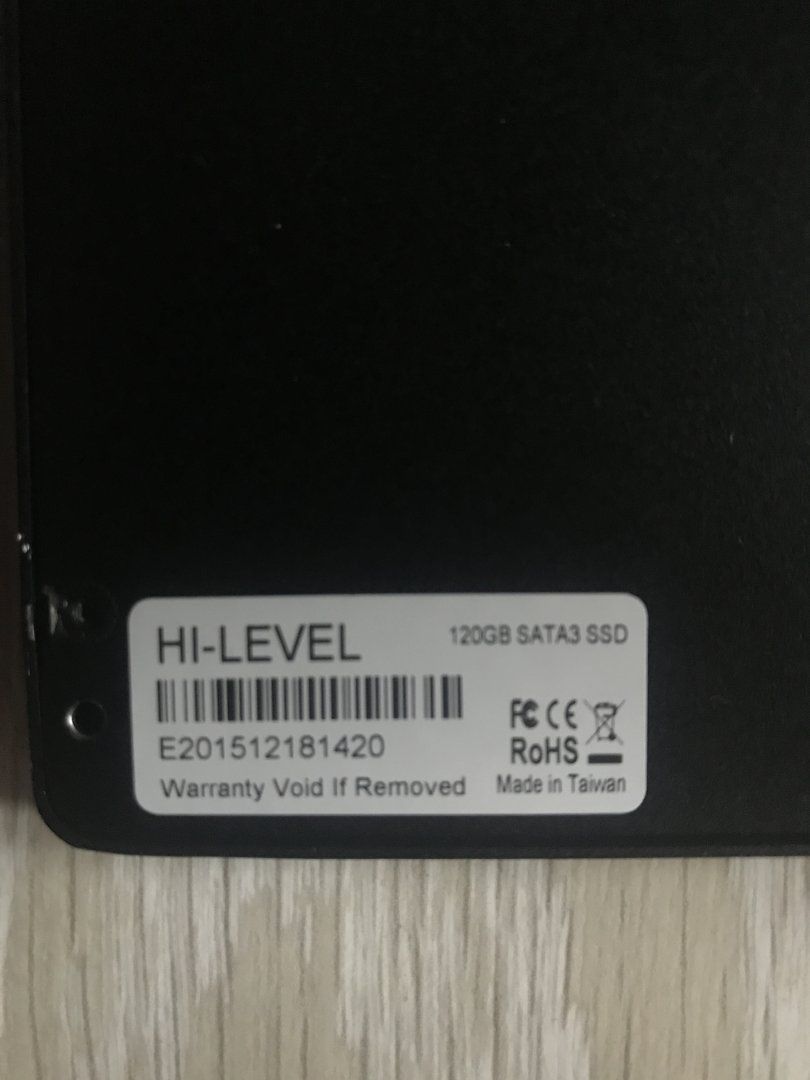 HI-LEVEL
120GB SATA3 SSD
E201512181420
Warranty Void If Removed
FC CE
RoHS
Made in Taiwan